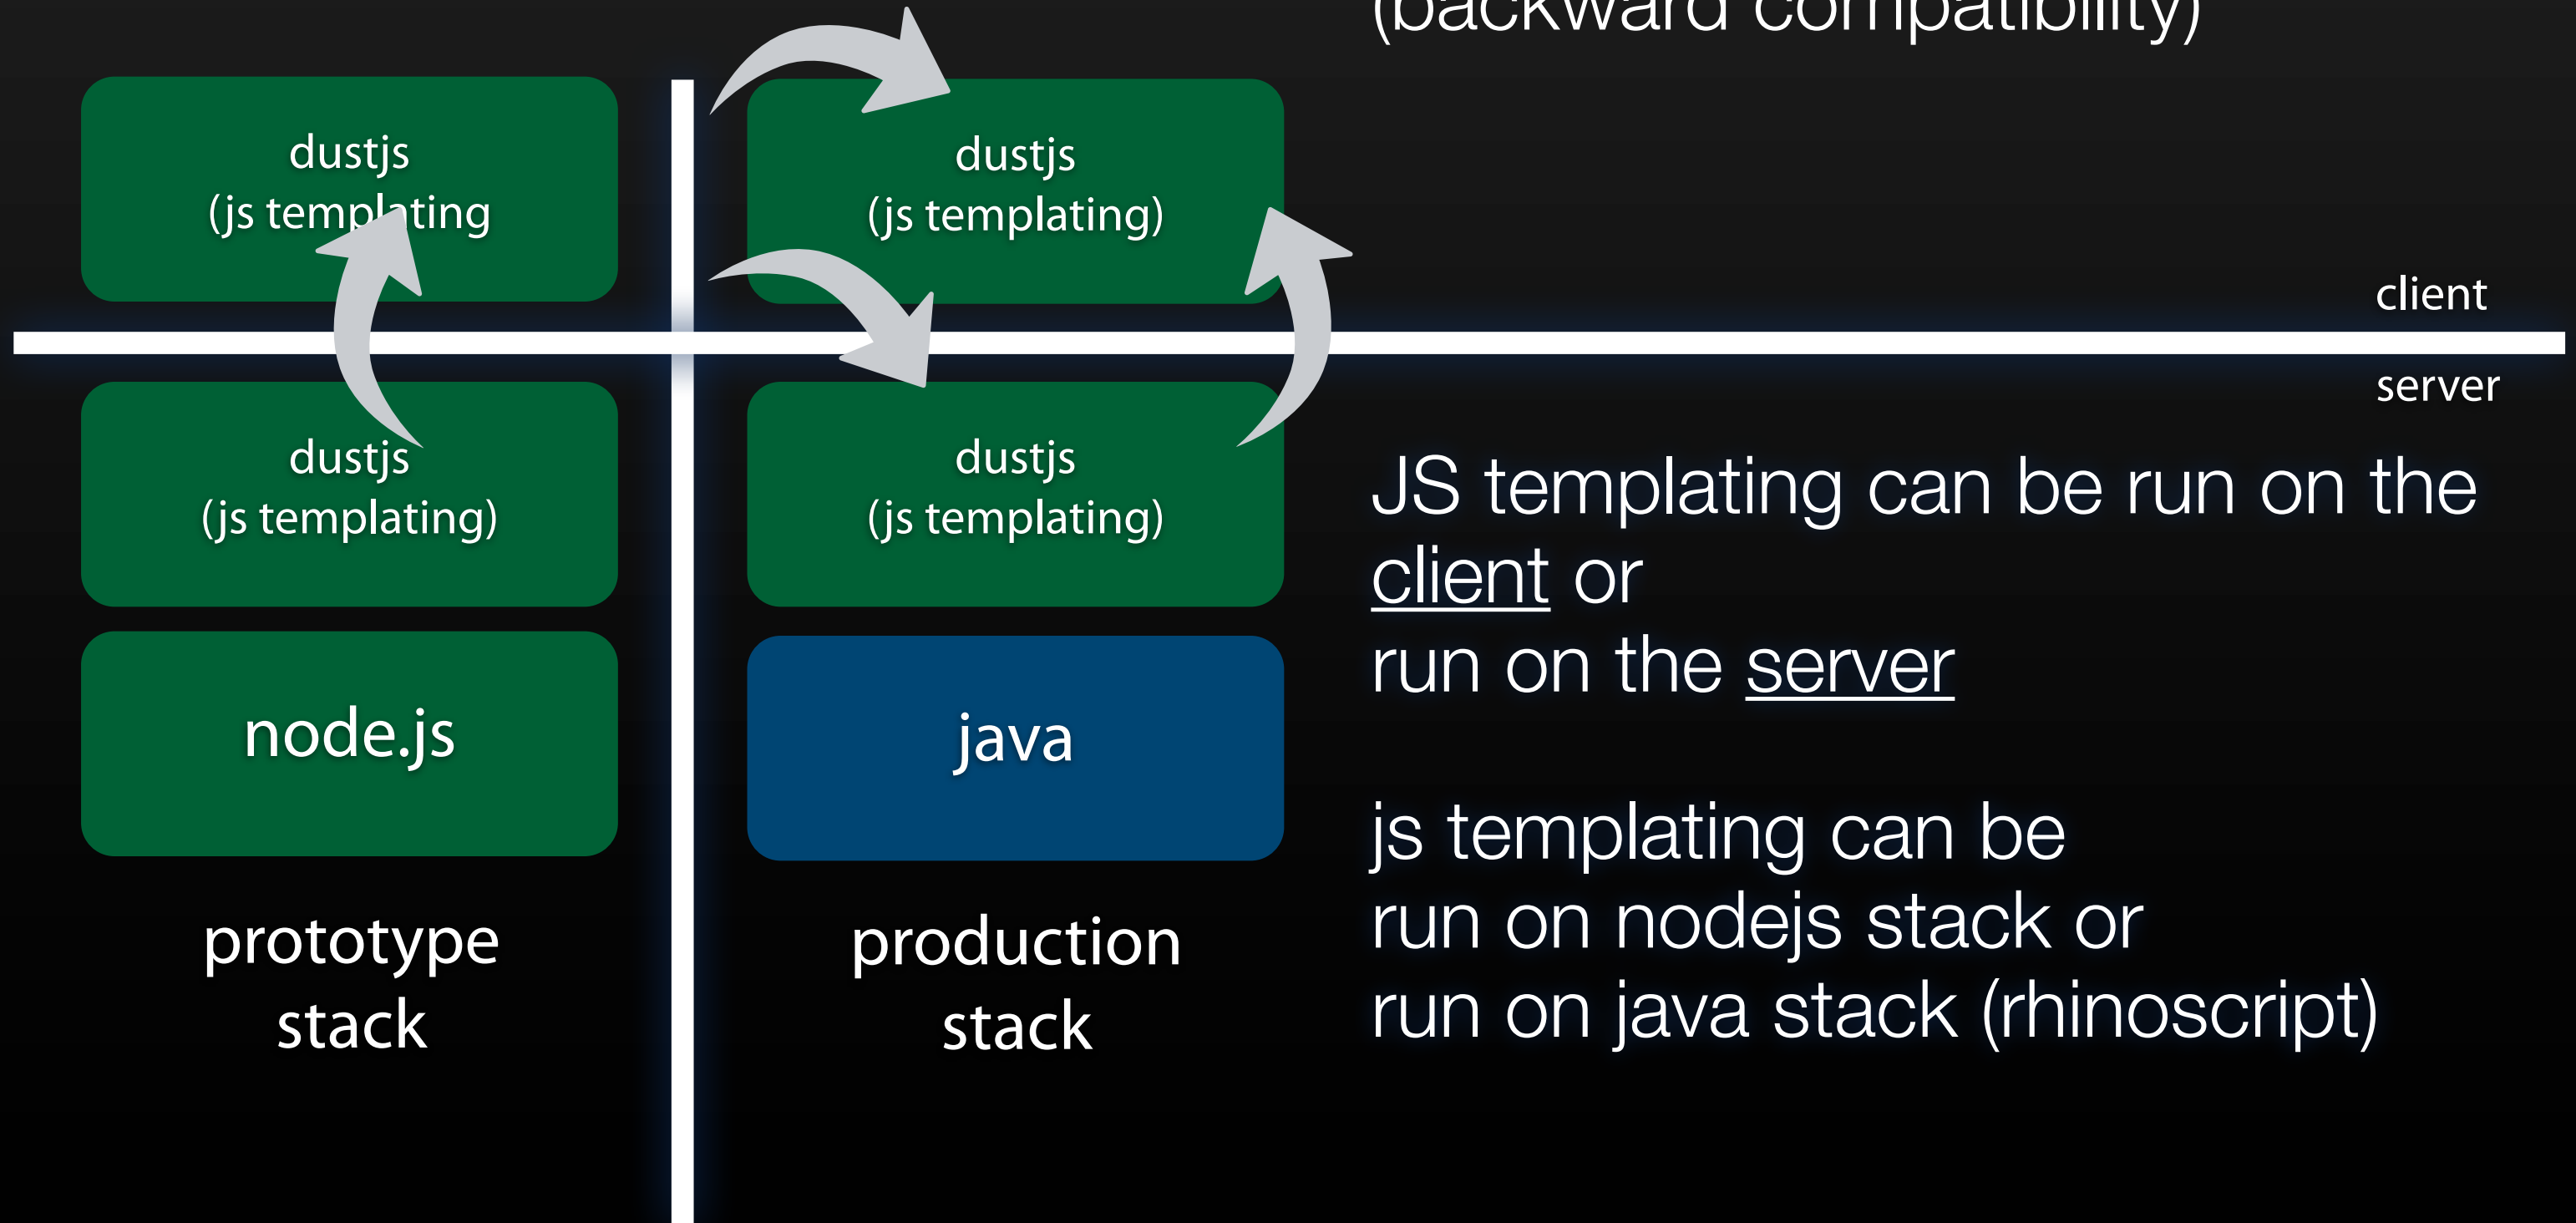 (backward compatibility)
dustjs
(js templating
dustjs
(js templating)
client
server
dustjs
(js templating)
dustjs
(js templating)
node.js
java
prototype
stack
production
stack
JS templating can be run on the
client or
run on the server
js templating can be
run on nodejs stack or
run on java stack (rhinoscript)